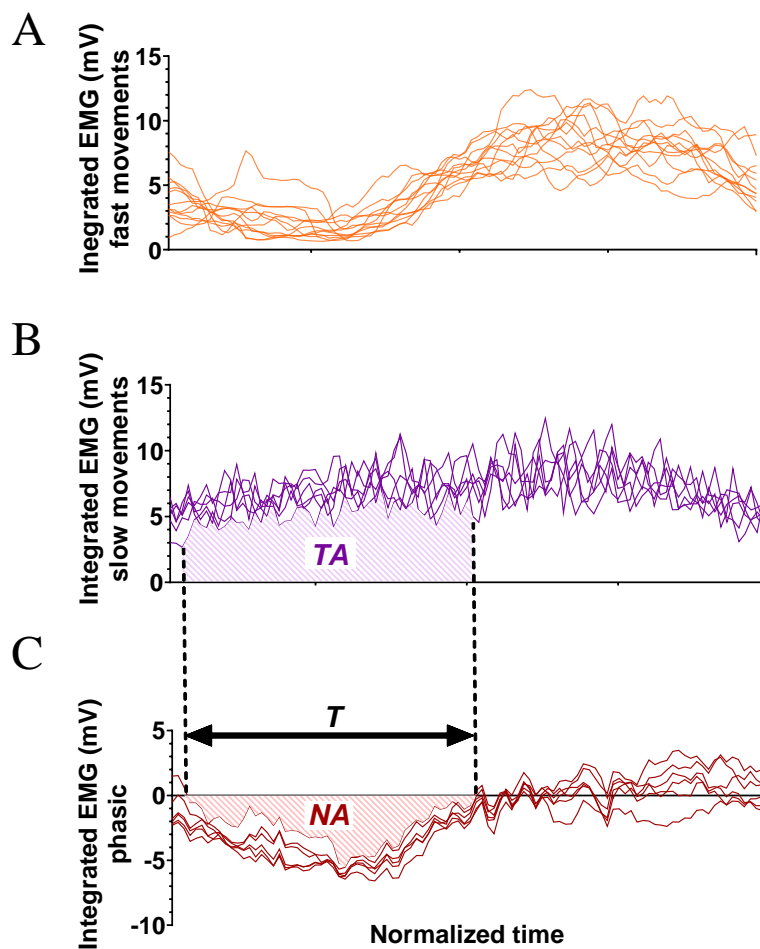 A
Inegrated EMG (mV)
fast movements
15
10
5
0
B
Integrated EMG (mV)
slow movements
15
10
5
0
TA
C
Integrated EMG (mV)
phasic
5
0
-5
-10
T
NA
Normalized time